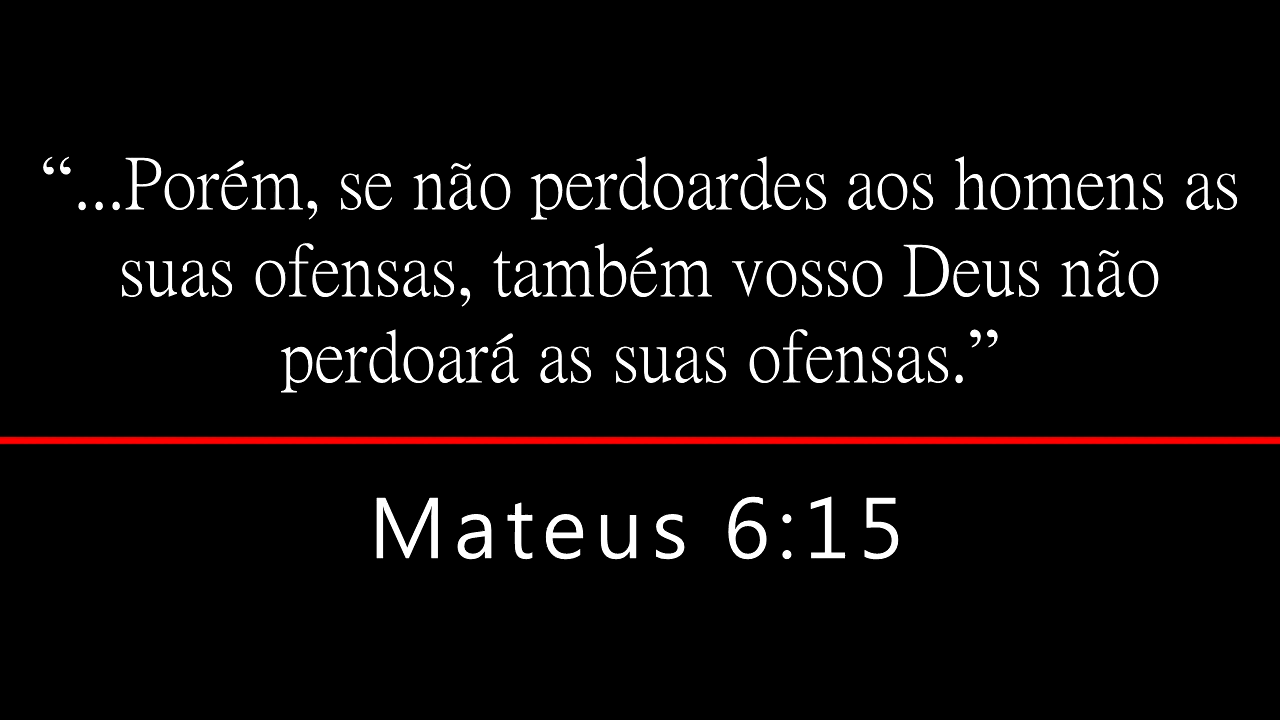 “...Porém, se não perdoardes aos homens as
suas ofensas, também vosso Deus não
perdoará as suas ofensas.”
Mateus 6:15